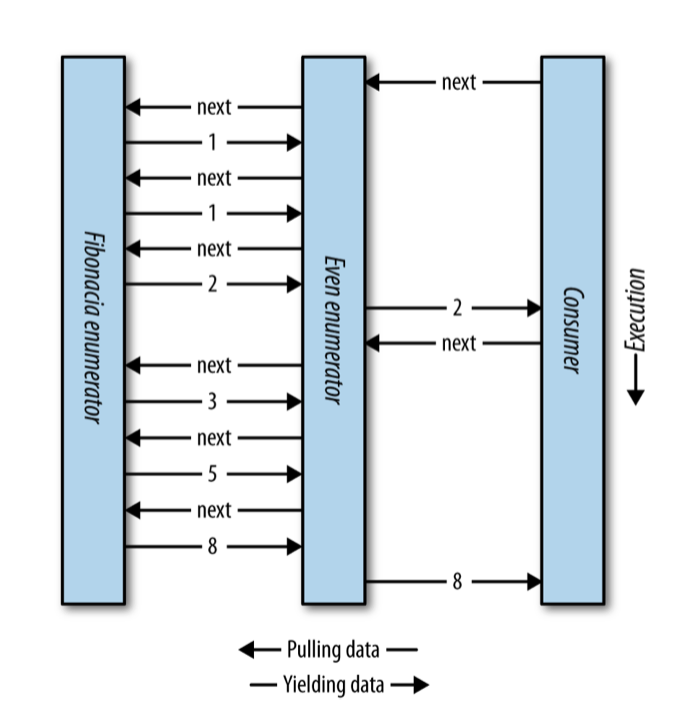 next
next
1
next
1
next
2
2
next
next
3
next
5
next
8
8
Fibonacia enumerator
Even enumerator
Consumer
Execution
Pulling data
Yielding data